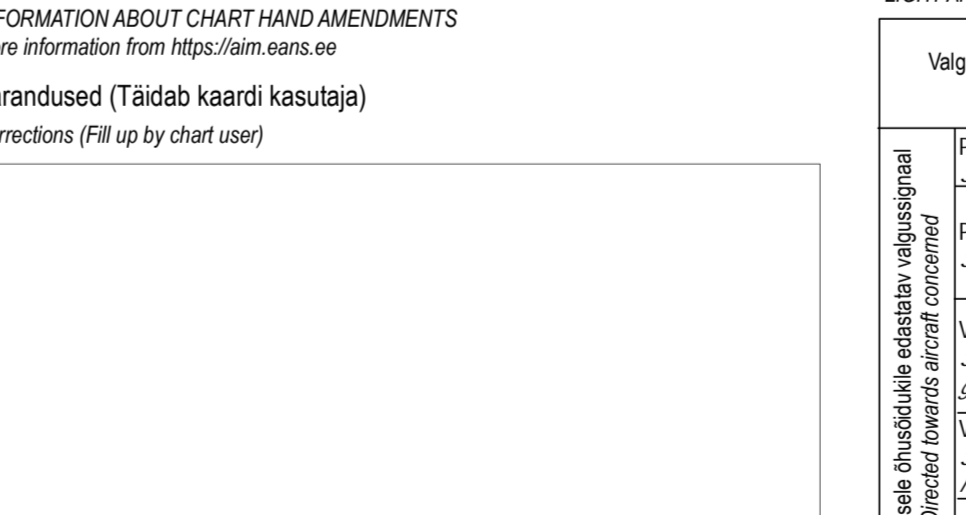 FORMATION ABOUT CHART HAND AMENDMENTS
re information from https://aim.eans.ee
randused (Täidab kaardi kasutaja)
rrections (Fill up by chart user)
Valg
sele õhusõidukile edastatav valgussignaal
Directed towards aircraft concerned